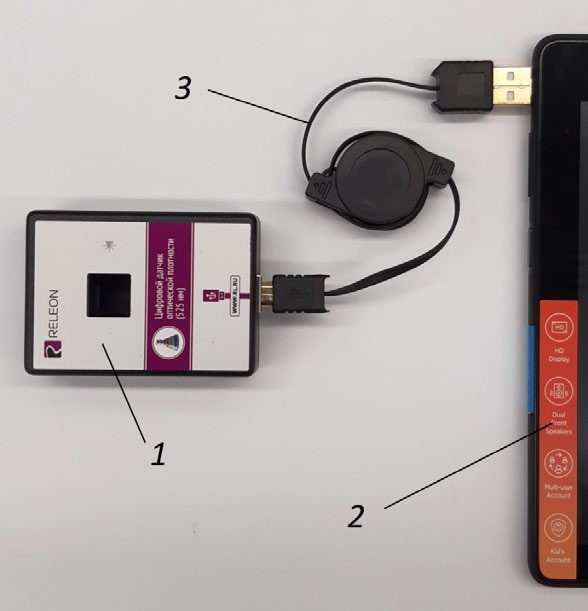 3
RELEON
Цифровой датчик
оптической плотности
(525 нм)
WWW.RL.RU
1
2
HD
HD
Display
Dual
Front
Speakers
Multi-user
Account
Kid's
Account